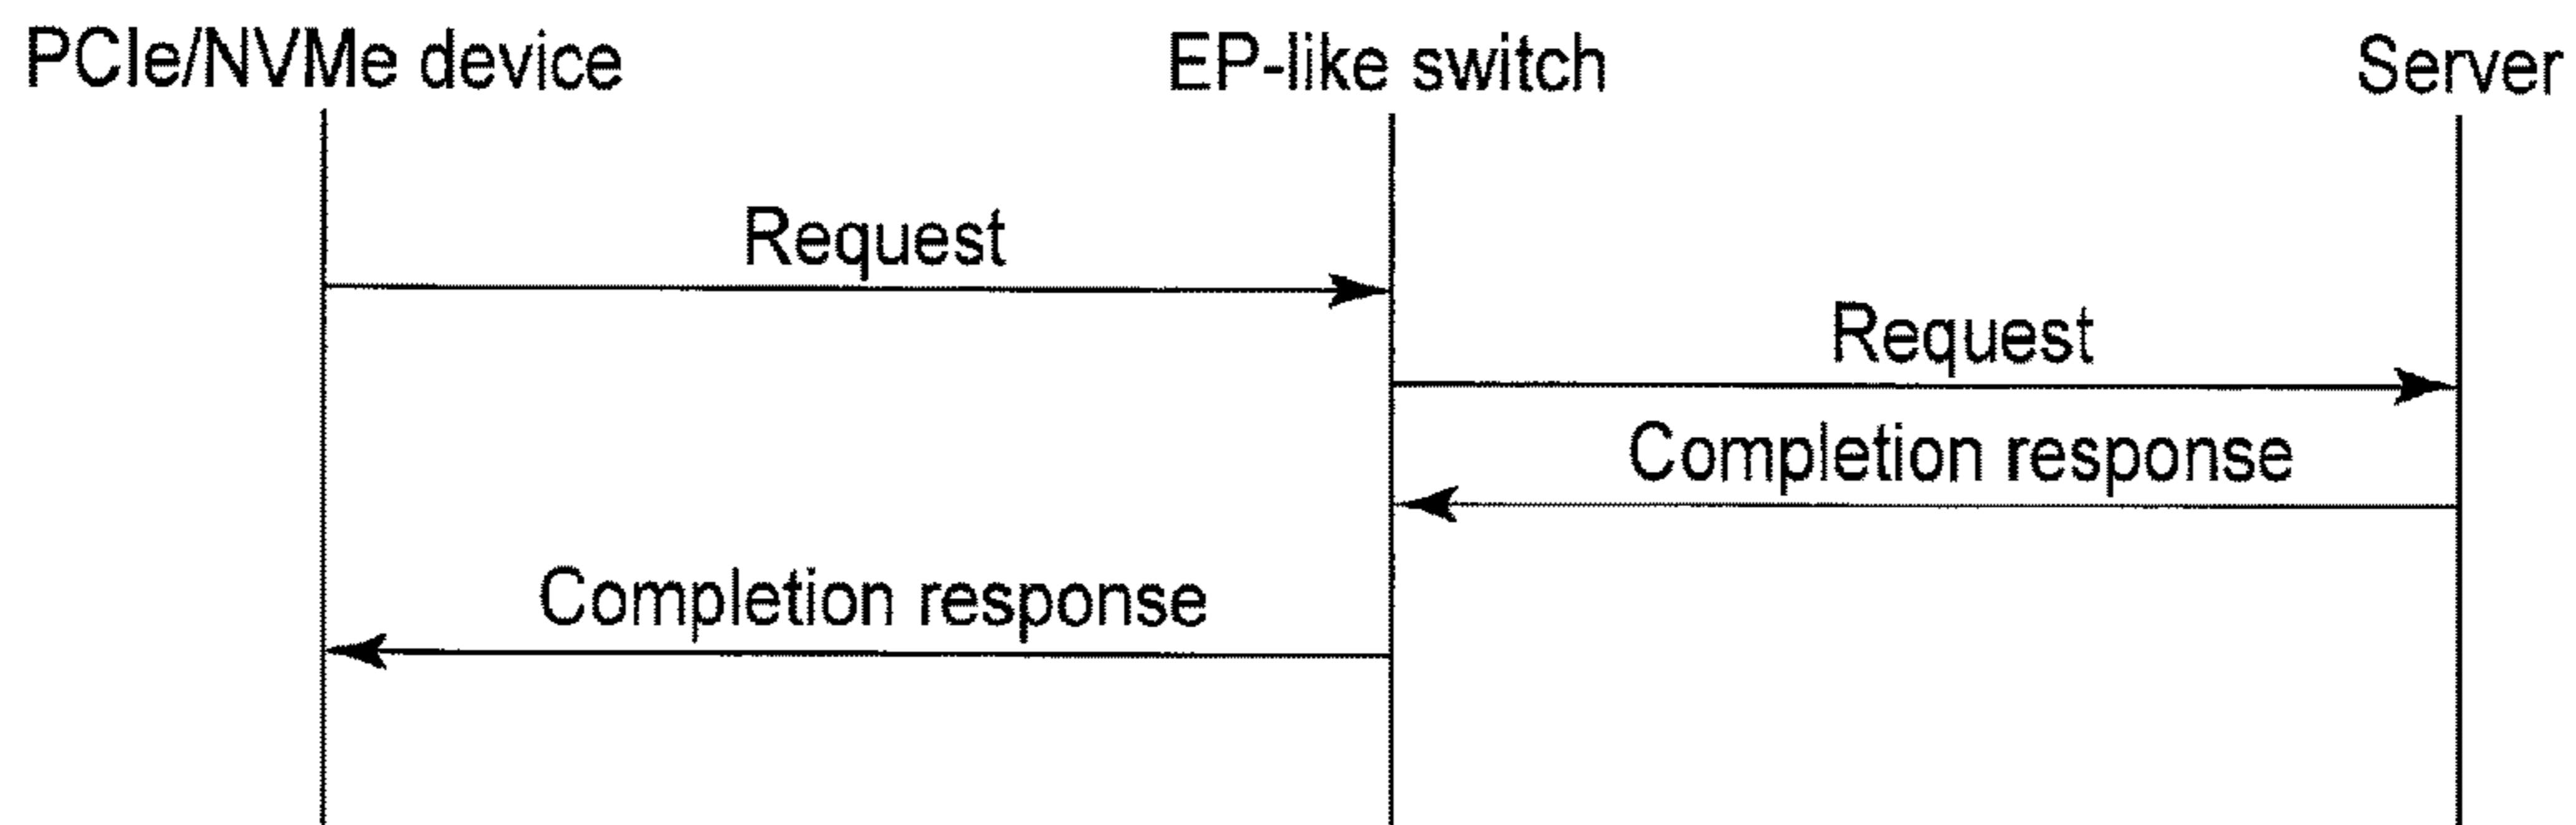 PCIe/NVMe device
EP-like switch
Server
Request
Request
Completion response
Completion response